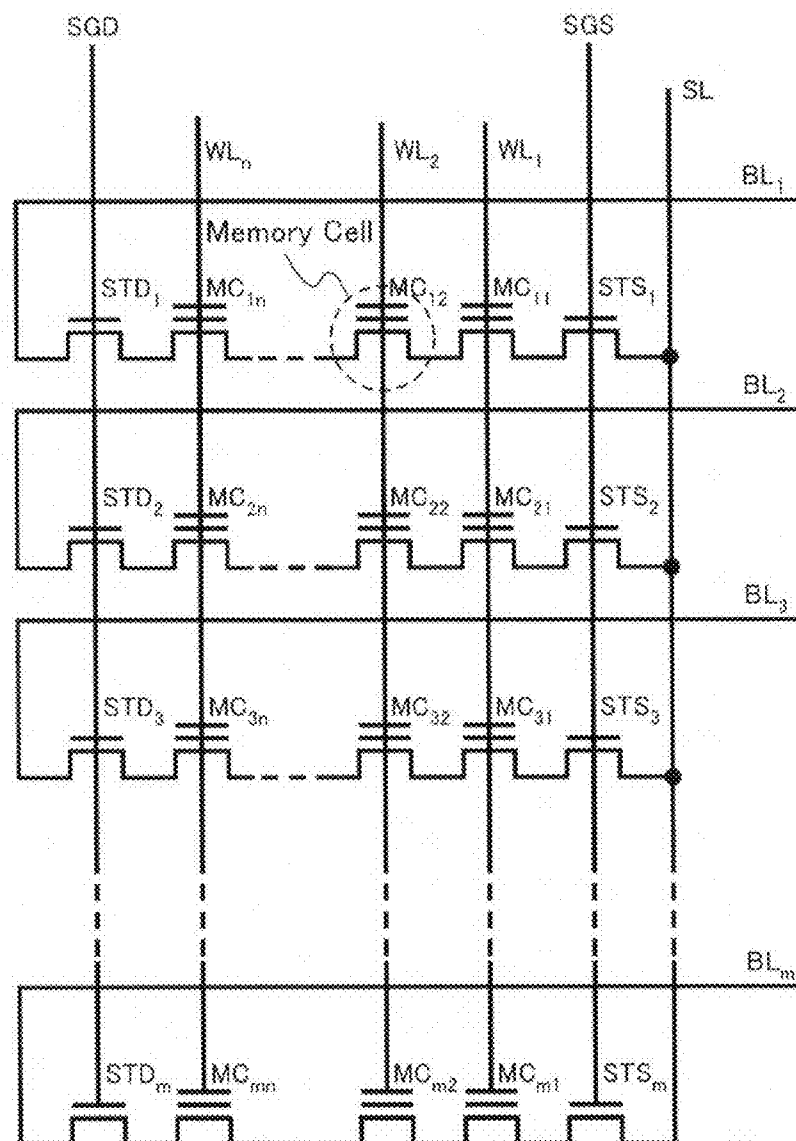 SGD SGS
SL
WLn WL2 WL1
BL1
Memory Cell
STD1 MC1n MC12 MC11 STS1
BL2
STD2 MC2n MC22 MC21 STS2
BL3
STD3 MC3n MC32 MC31 STS3
BLm
STDm MCmn MCm2 MCm1 STSm